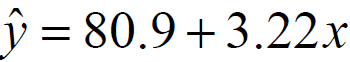 ŷ = 80.9 + 3.22x